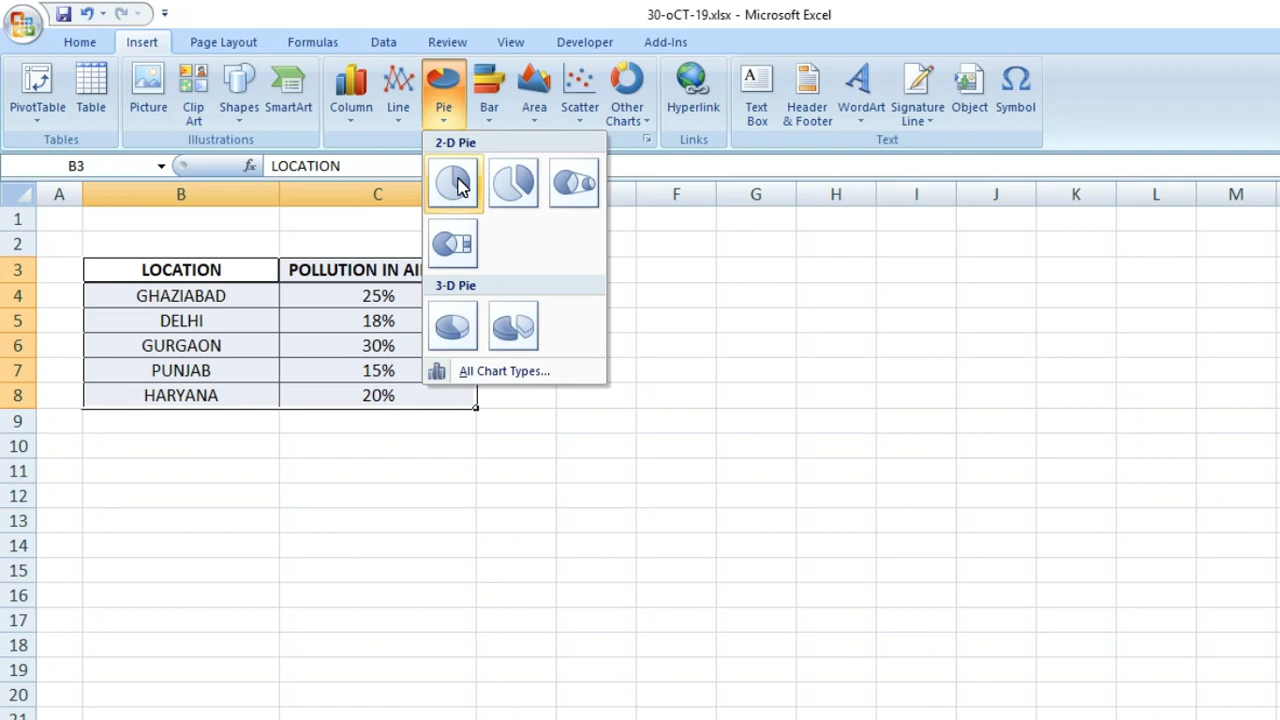 30-oCT-19.xlsx - Microsoft Excel
Home Insert Page Layout Formulas Data Review View Developer Add-Ins
PivotTable Table Picture Clip Art Shapes SmartArt Column Line Pie Bar Area Scatter Other Charts Hyperlink Text Box Header & Footer WordArt Signature Line Object Symbol
Tables Illustrations Links Text
B3 fx LOCATION
2-D Pie
3-D Pie
All Chart Types...
A B C F G H I J K L M
1
2
3 LOCATION POLLUTION IN
4 GHAZIABAD 25%
5 DELHI 18%
6 GURGAON 30%
7 PUNJAB 15%
8 HARYANA 20%
9
10
11
12
13
14
15
16
17
18
19
20